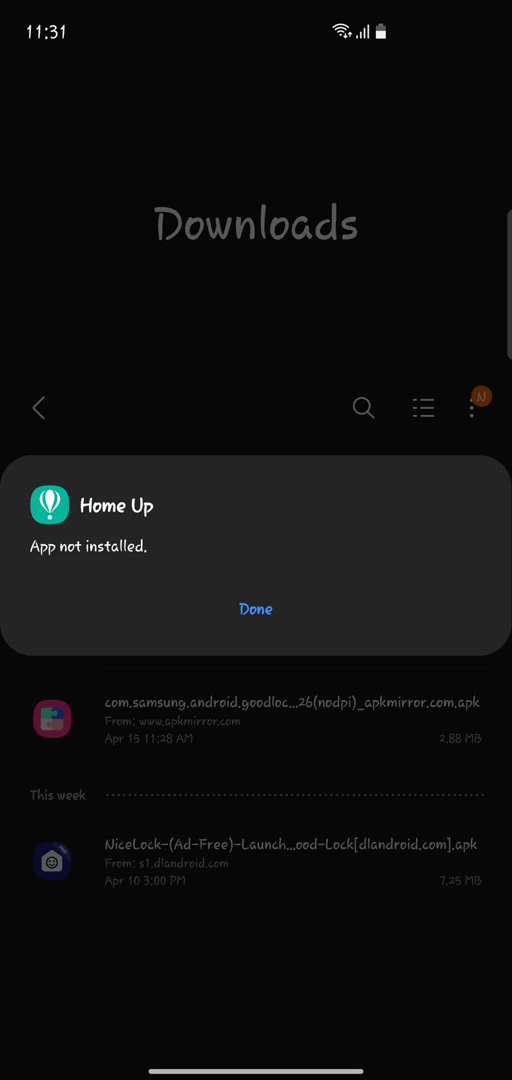 11:31
Downloads
N
Home Up
App not installed.
Done
com.samsung.android.goodloc...26(nodpi)_apkmirror.com.apk
From: www.apkmirror.com
Apr 15 11:28 AM
2.88 MB
This week
NiceLock-(Ad-Free)-Launch...ood-Lock[dlandroid.com].apk
From: s1.dlandroid.com
Apr 10 3:00 PM
7.25 MB